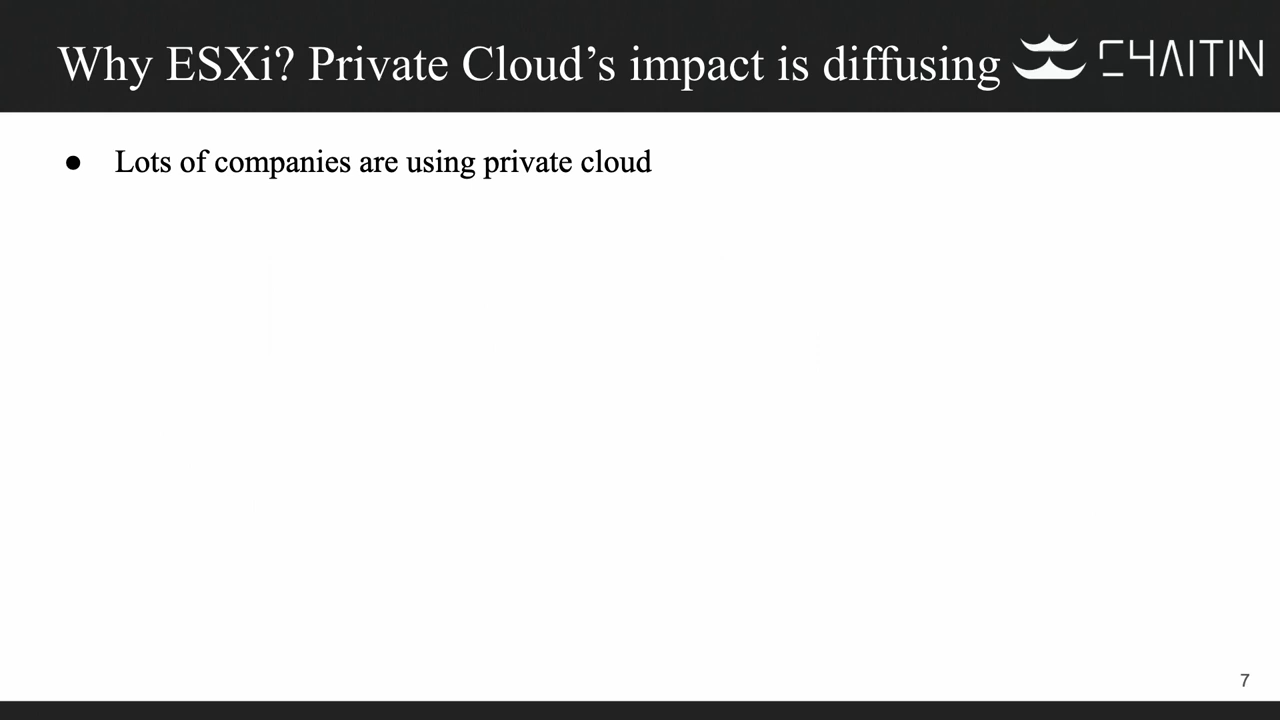 Why ESXi? Private Cloud’s impact is diffusing
CHAITIN
● Lots of companies are using private cloud
7